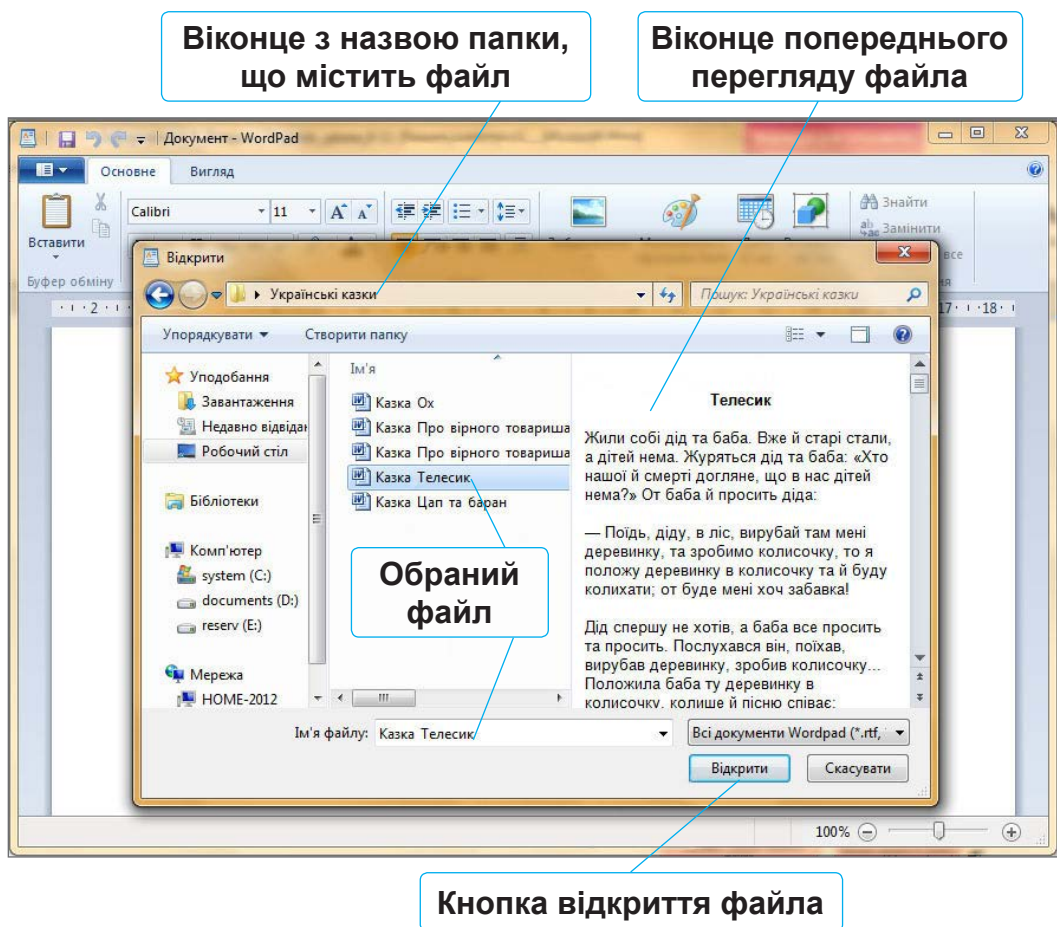 Віконце з назвою папки,
що містить файл
Віконце попереднього
перегляду файла
Документ - WordPad
Основне Вигляд
Calibri 11
Знайти
Замінити
все
Вставити
Буфер обміну
2
17 18
Відкрити
Українські казки
Пошук: Українські казки
Упорядкувати Створити папку
Уподобання
Завантаження
Недавно відвідан
Робочий стіл
Бібліотеки
Комп'ютер
system (C:)
documents (D:)
reserv (E:)
Мережа
HOME-2012
Ім'я
Казка Ох
Казка Про вірного товариша
Казка Про вірного товариша
Казка Телесик
Казка Цап та баран
Обраний
файл
Телесик
Жили собі дід та баба. Вже й старі стали,
а дітей нема. Журяться дід та баба: «Хто
нашої й смерті догляне, що в нас дітей
нема?» От баба й просить діда:
— Поїдь, діду, в ліс, вирубай там мені
деревинку, та зробимо колисочку, то я
положу деревинку в колисочку та й буду
колихати; от буде мені хоч забавка!
Дід спершу не хотів, а баба все просить
та просить. Послухався він, поїхав,
вирубав деревинку, зробив колисочку...
Положила баба ту деревинку в
колисочку, колише й пісню співає:
Ім'я файлу: Казка Телесик
Всі документи Wordpad (*.rtf,
Відкрити Скасувати
100%
Кнопка відкриття файла